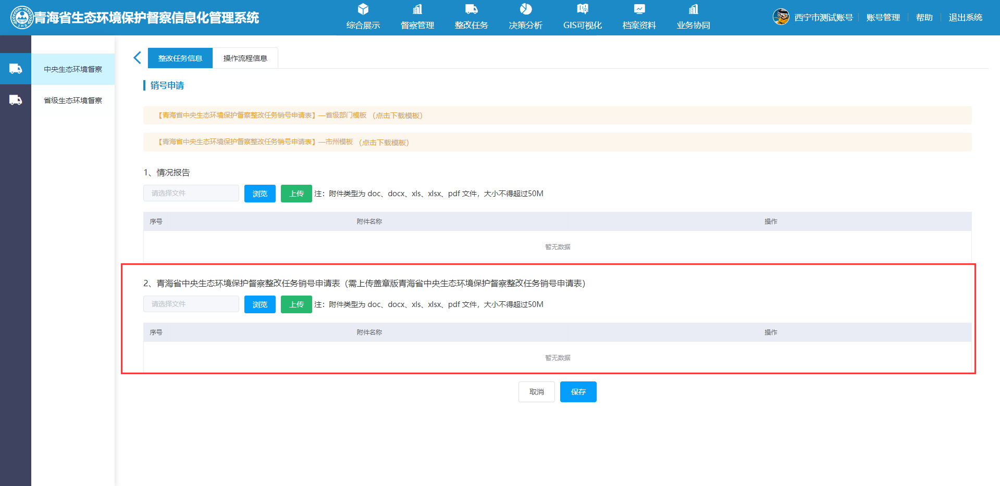 青海省生态环境保护督察信息化管理系统
综合展示
督察管理
整改任务
决策分析
GIS可视化
档案资料
业务协同
西宁市测试账号
账号管理
帮助
退出系统
ZHB
中央生态环境督察
省级生态环境督察
整改任务信息
操作流程信息
销号申请
【青海省中央生态环境保护督察整改任务销号申请表】—省级部门模板 （点击下载模板）
【青海省中央生态环境保护督察整改任务销号申请表】—市州模板 （点击下载模板）
1、情况报告
请选择文件 浏览 上传 注：附件类型为 doc、docx、xls、xlsx、pdf 文件，大小不得超过50M
序号 附件名称 操作
暂无数据
2、青海省中央生态环境保护督察整改任务销号申请表（需上传盖章版青海省中央生态环境保护督察整改任务销号申请表）
请选择文件 浏览 上传 注：附件类型为 doc、docx、xls、xlsx、pdf 文件，大小不得超过50M
序号 附件名称 操作
暂无数据
取消 保存